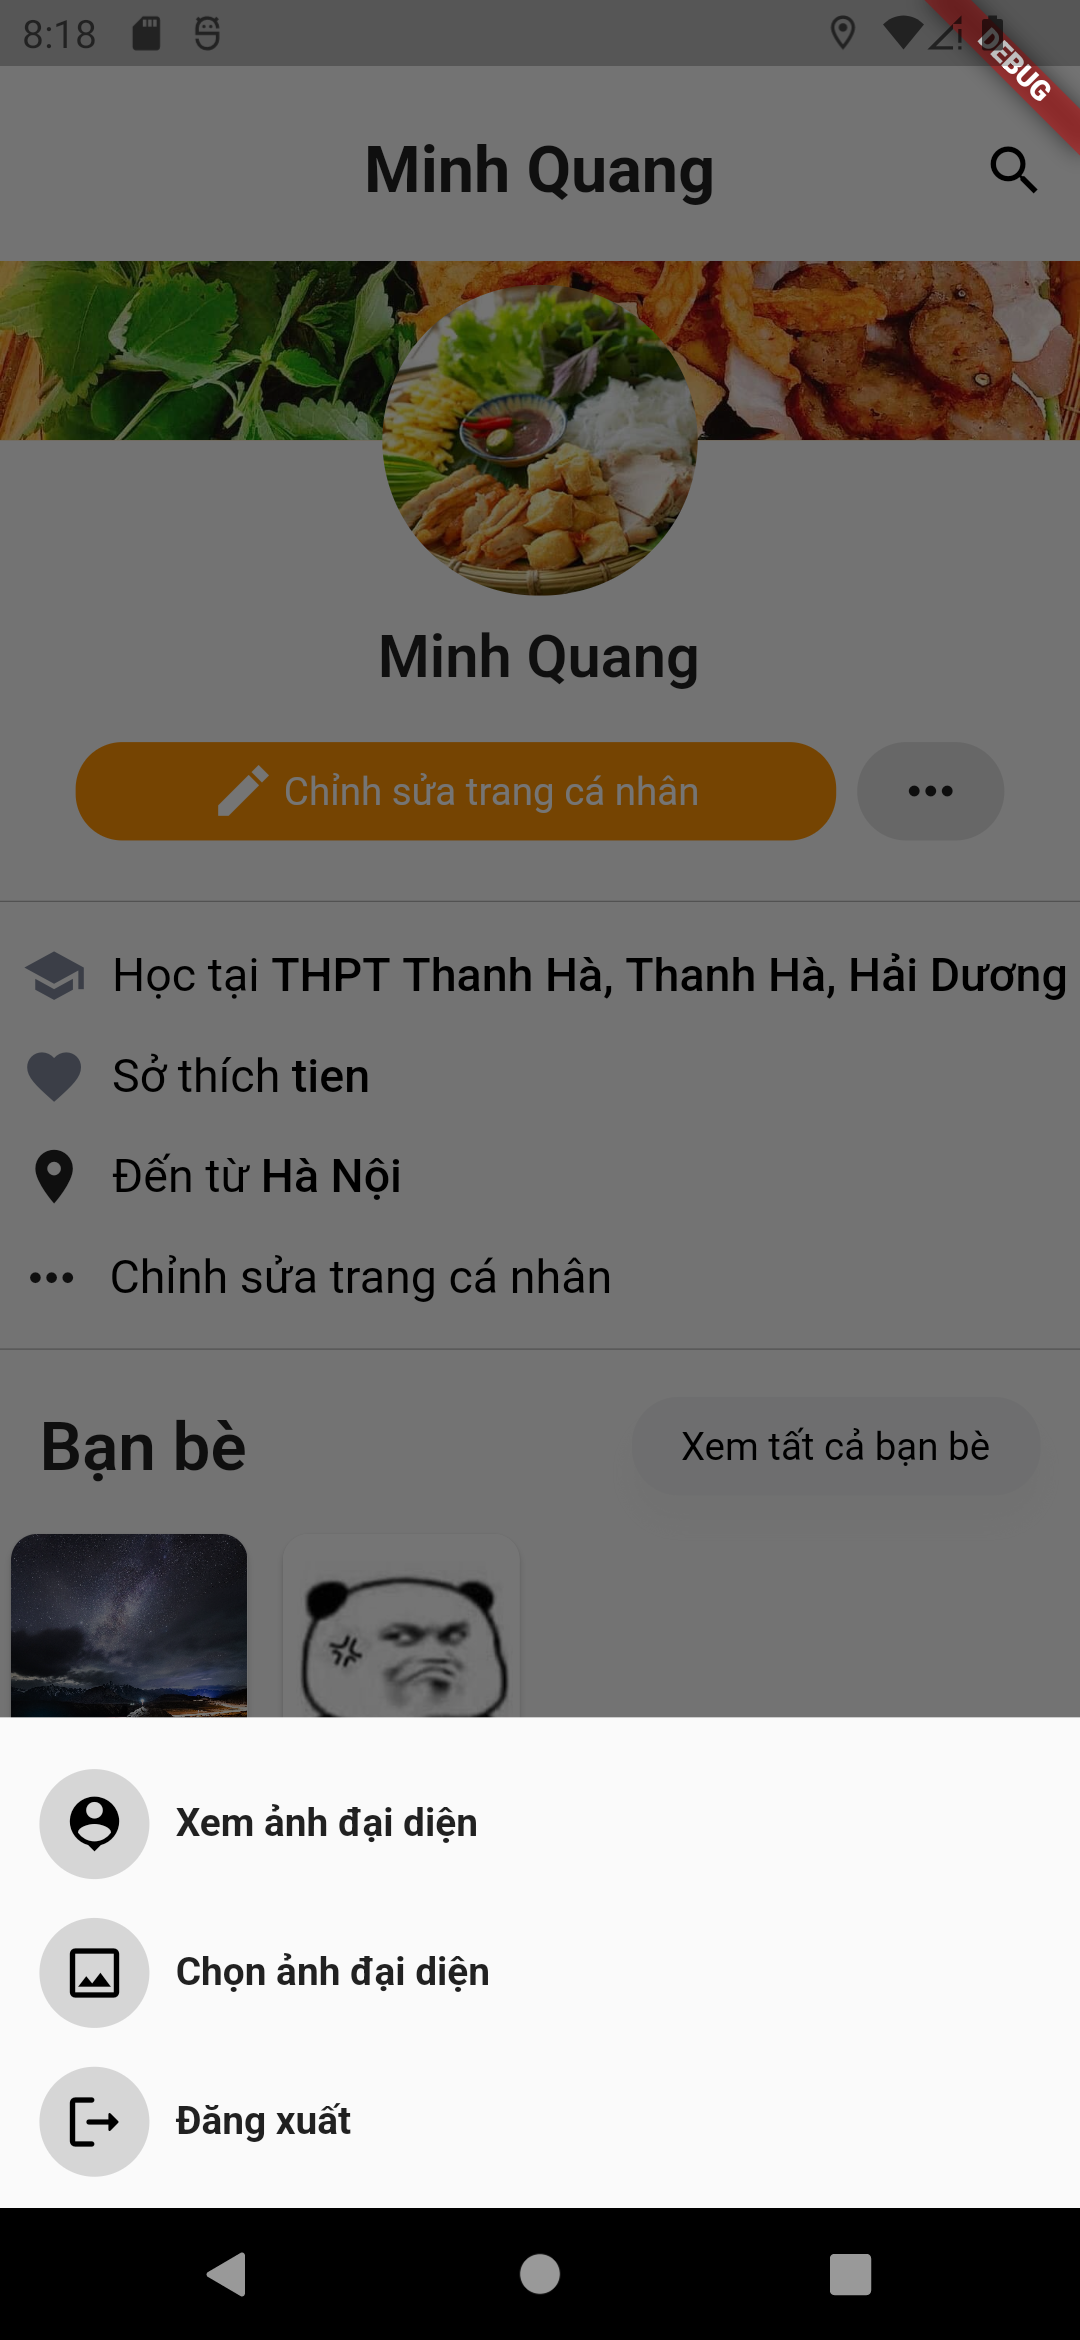 8:18
DEBUG
Minh Quang
Minh Quang
Chỉnh sửa trang cá nhân
Học tại THPT Thanh Hà, Thanh Hà, Hải Dương
Sở thích tien
Đến từ Hà Nội
Chỉnh sửa trang cá nhân
Bạn bè
Xem tất cả bạn bè
Xem ảnh đại diện
Chọn ảnh đại diện
Đăng xuất